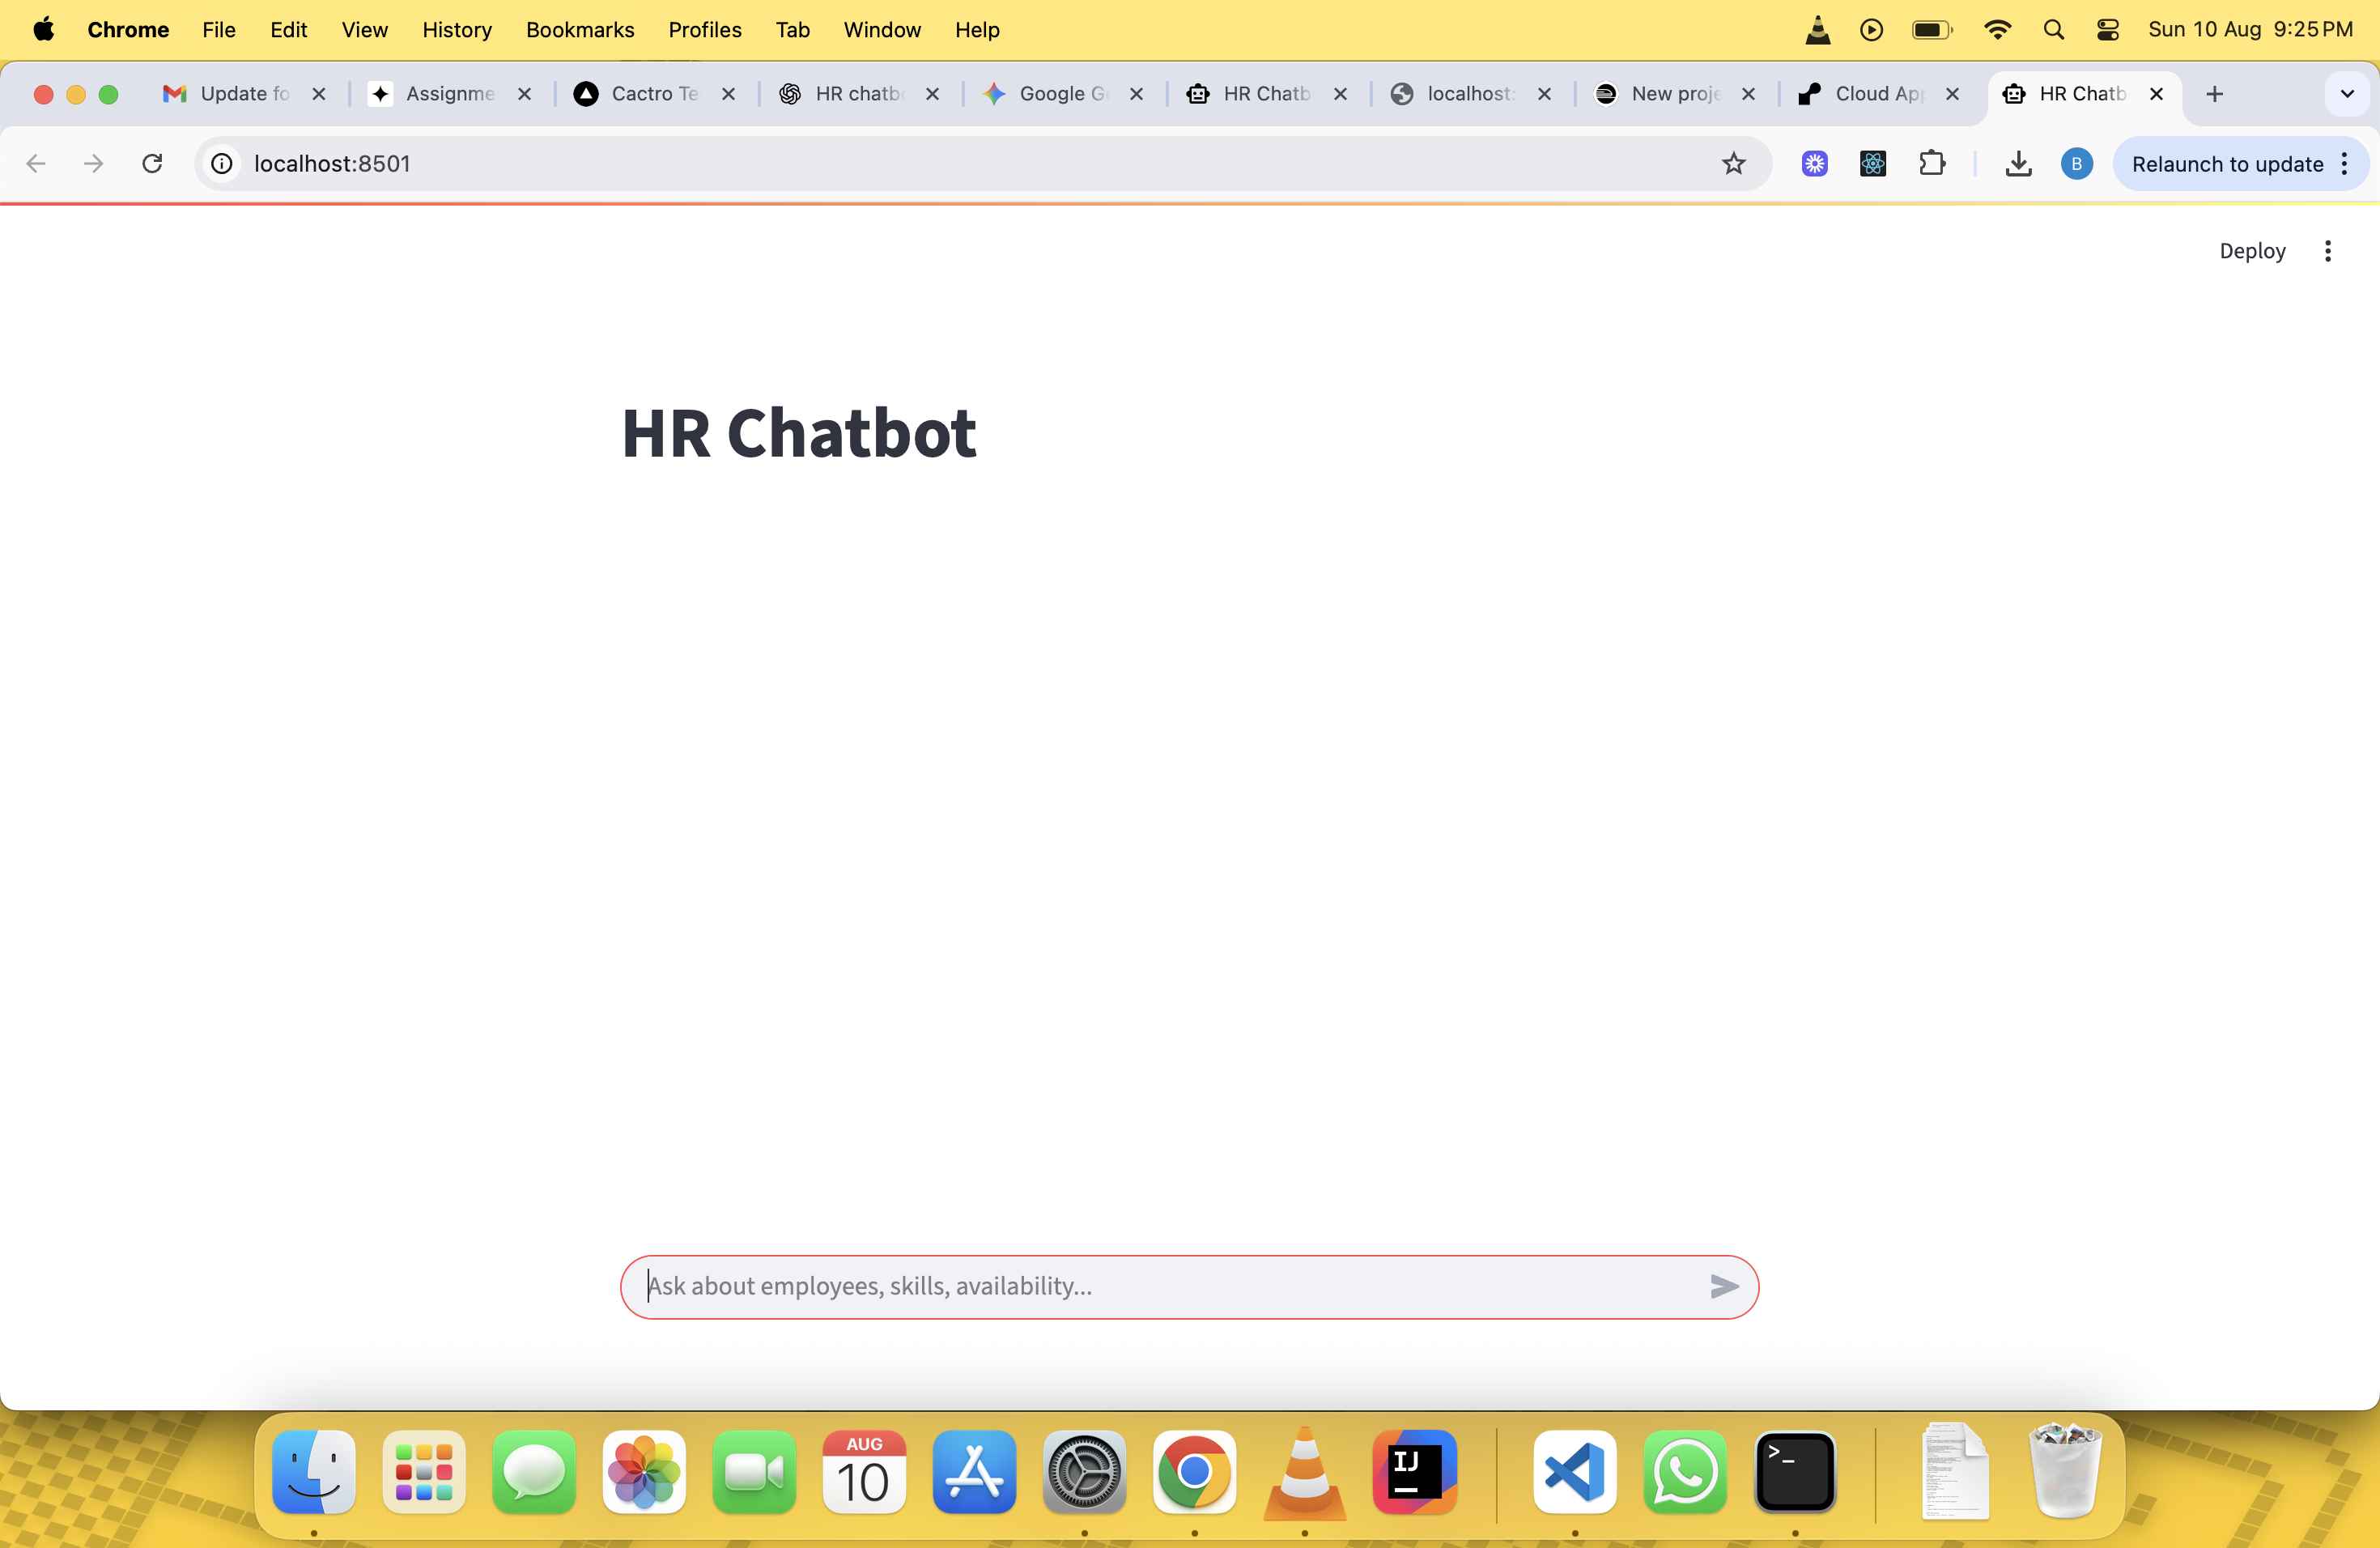 Chrome File Edit View History Bookmarks Profiles Tab Window Help Sun 10 Aug 9:25 PM
Update fo Assignme Cactro Te HR chatb Google G HR Chatb localhost: New proje Cloud Ap HR Chatb
localhost:8501 B Relaunch to update
Deploy
HR Chatbot
Ask about employees, skills, availability...
AUG
10
IJ
>_